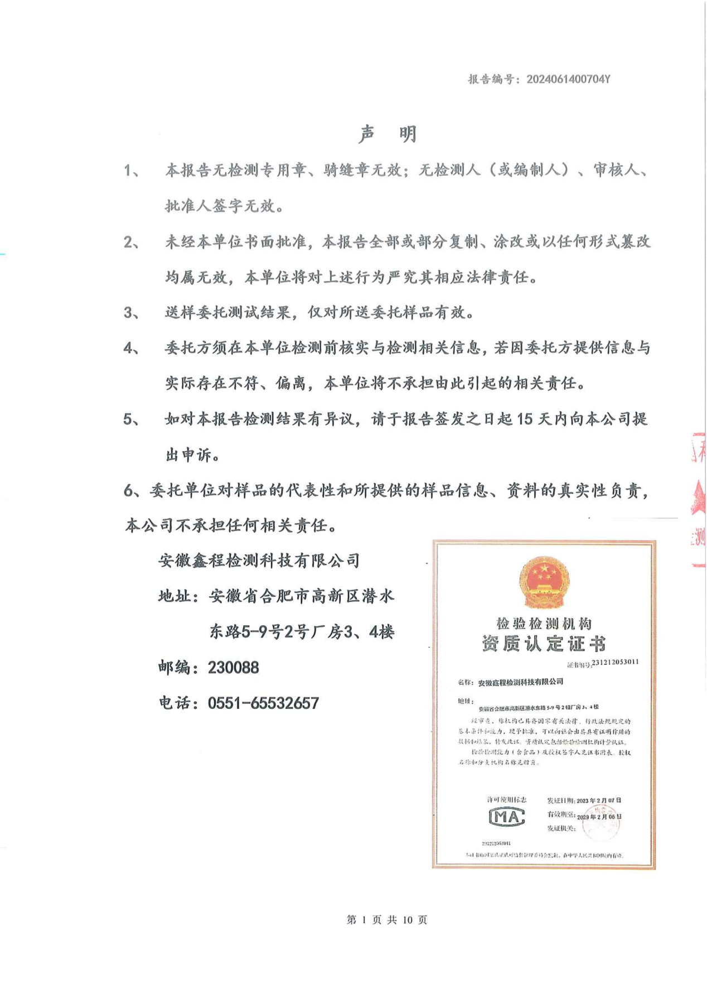 报告编号：2024061400704Y
声 明
1、 本报告无检测专用章、骑缝章无效；无检测人（或编制人）、审核人、
批准人签字无效。
2、 未经本单位书面批准，本报告全部或部分复制、涂改或以任何形式篡改
均属无效，本单位将对上述行为严究其相应法律责任。
3、 送样委托测试结果，仅对所送委托样品有效。
4、 委托方须在本单位检测前核实与检测相关信息，若因委托方提供信息与
实际存在不符、偏离，本单位将不承担由此引起的相关责任。
5、 如对本报告检测结果有异议，请于报告签发之日起 15 天内向本公司提
出申诉。
6、委托单位对样品的代表性和所提供的样品信息、资料的真实性负责，
本公司不承担任何相关责任。
安徽鑫程检测科技有限公司
地址：安徽省合肥市高新区潜水
东路5-9号2号厂房3、4楼
邮编：230088
电话：0551-65532657
检验检测机构
资质认定证书
证书编号:231212053011
名称：安徽鑫程检测科技有限公司
地址：
安徽省合肥市高新区潜水东路 5-9 号 2 幢厂房 3、4 楼
经审查，你机构已具备国家有关法律、行政法规规定的
基本条件和能力，现予批准，可以向社会出具具有证明作用的
数据和结果，特发此证。资质认定包括检验检测机构计量认证。
检验检测能力（含食品）及授权签字人见证书附表。授权
名称和分支机构名称见附页。
许可使用标志
MA
231212053011
发证日期: 2023 年 2 月 07 日
有效期至: 2029 年 2 月 06 日
发证机关:
本证书由国家认证认可监督管理委员会监制，在中华人民共和国境内有效。
第 1 页 共 10 页